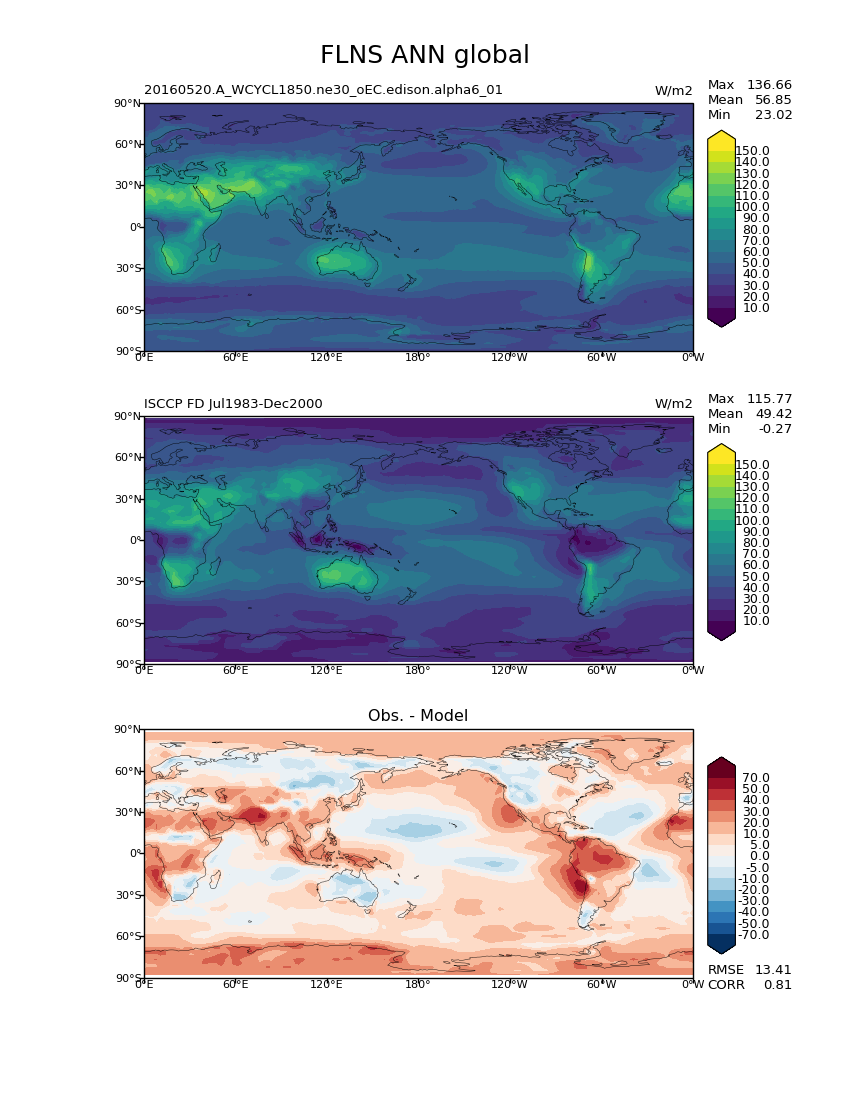 FLNS ANN global
20160520.A_WCYCL1850.ne30_oEC.edison.alpha6_01 W/m2
Max 136.66
Mean 56.85
Min 23.02
90°N
60°N
30°N
0°
30°S
60°S
90°S
0°E 60°E 120°E 180° 120°W 60°W 0°W
150.0
140.0
130.0
120.0
110.0
100.0
90.0
80.0
70.0
60.0
50.0
40.0
30.0
20.0
10.0
ISCCP FD Jul1983-Dec2000 W/m2
Max 115.77
Mean 49.42
Min -0.27
90°N
60°N
30°N
0°
30°S
60°S
90°S
0°E 60°E 120°E 180° 120°W 60°W 0°W
150.0
140.0
130.0
120.0
110.0
100.0
90.0
80.0
70.0
60.0
50.0
40.0
30.0
20.0
10.0
Obs. - Model
90°N
60°N
30°N
0°
30°S
60°S
90°S
0°E 60°E 120°E 180° 120°W 60°W 0°W
70.0
50.0
40.0
30.0
20.0
10.0
5.0
0.0
-5.0
-10.0
-20.0
-30.0
-40.0
-50.0
-70.0
RMSE 13.41
CORR 0.81